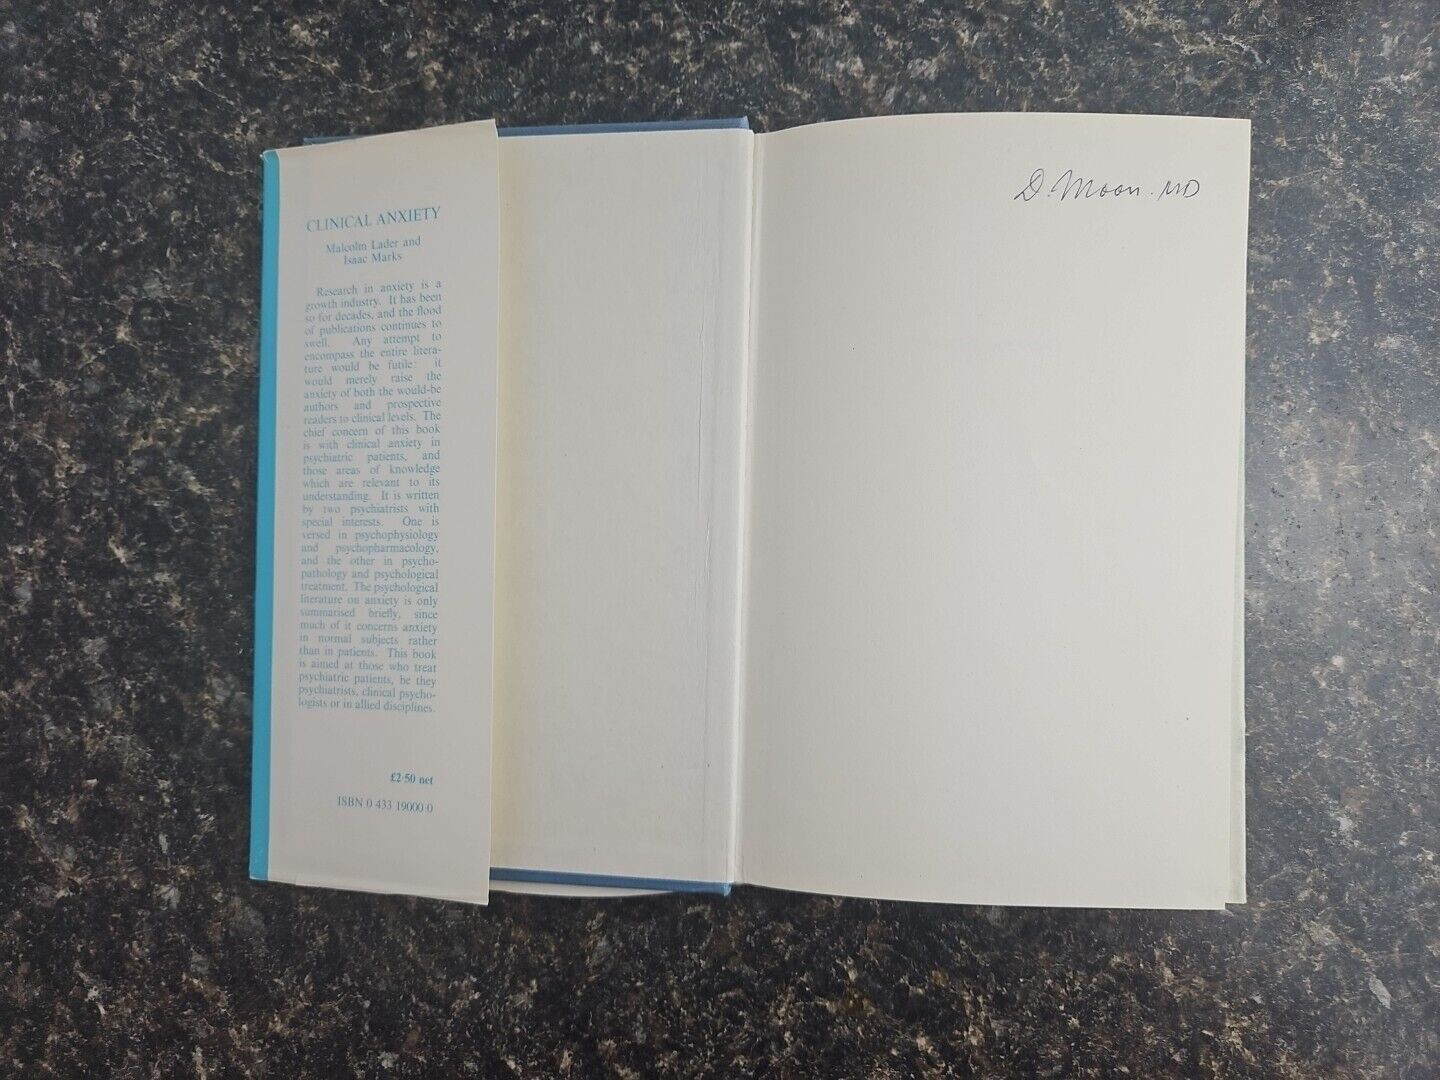 CLINICAL ANXIETY
Malcolm Lader and
Isaac Marks
Research in anxiety is a
growth industry. It has been
so for decades, and the flood
of publications continues to
swell. Any attempt to
encompass the entire litera-
ture would be futile: it
would merely raise the
anxiety of both the would-be
authors and prospective
readers to clinical levels. The
chief concern of this book
is with clinical anxiety in
psychiatric patients, and
those areas of knowledge
which are relevant to its
understanding. It is written
by two psychiatrists with
special interests. One is
versed in psychophysiology
and psychopharmacology,
and the other in psycho-
pathology and psychological
treatment. The psychological
literature on anxiety is only
summarised briefly, since
much of it concerns anxiety
in normal subjects rather
than in patients. This book
is aimed at those who treat
psychiatric patients, be they
psychiatrists, clinical psycho-
logists or in allied disciplines.
£2·50 net
ISBN 0 433 19000 0
D. Moon. MD